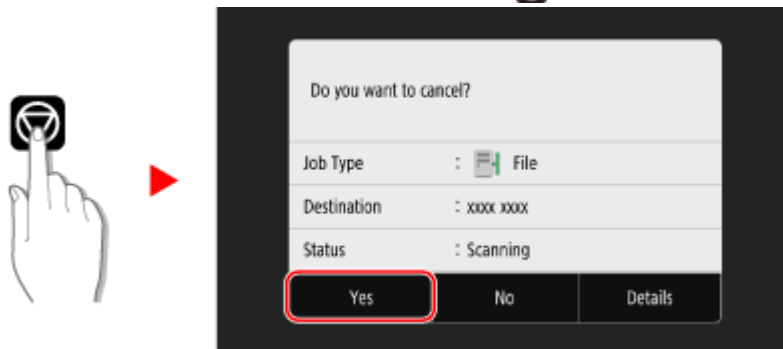 Do you want to cancel?
Job Type : File
Destination : xxxx xxxx
Status : Scanning
Yes No Details